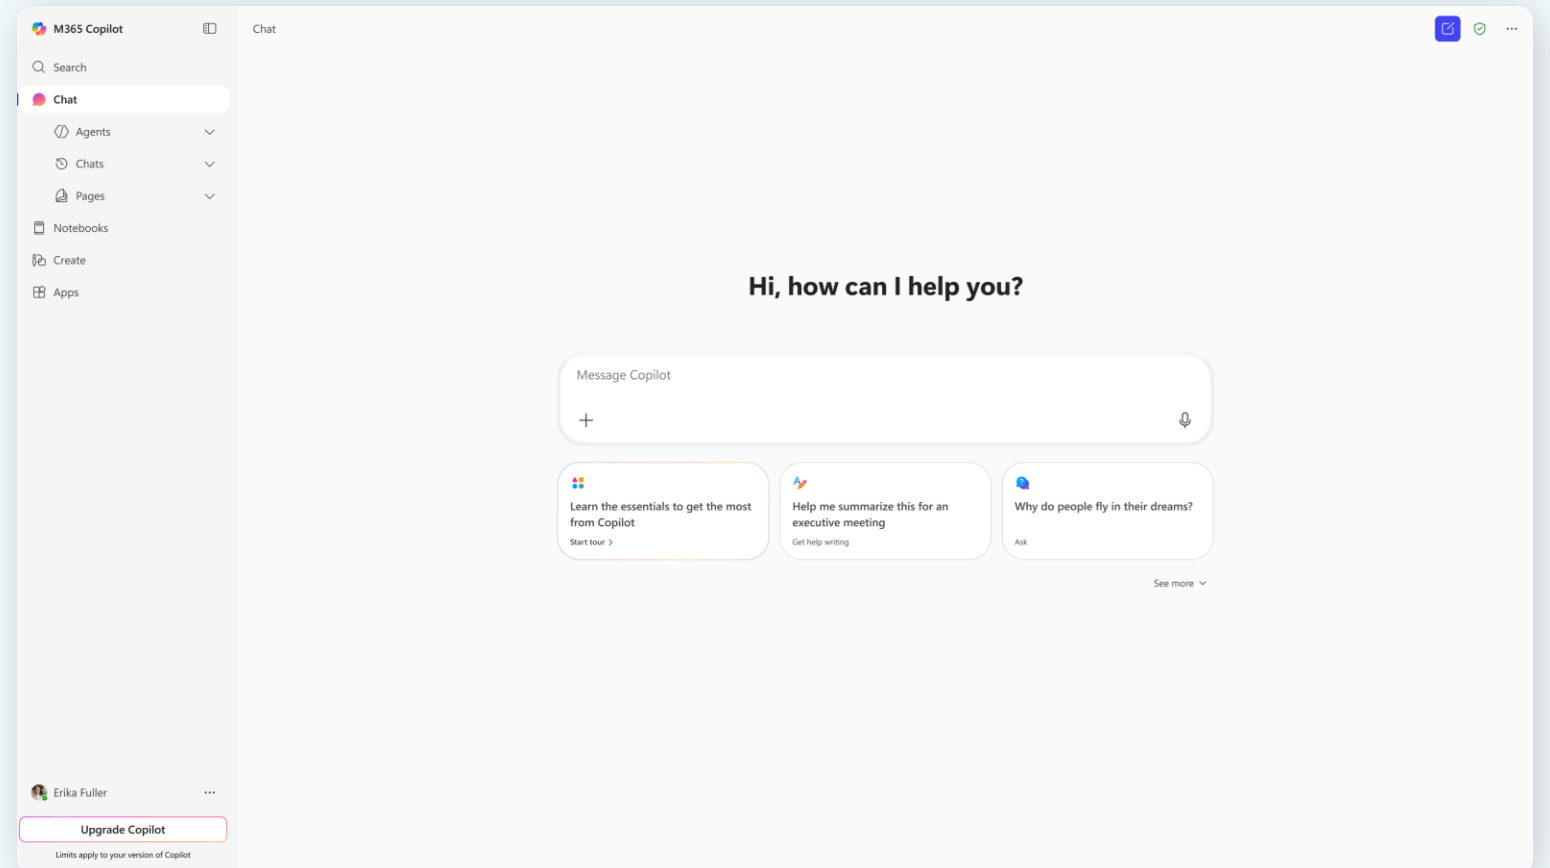 M365 Copilot
Search
Chat
Agents
Chats
Pages
Notebooks
Create
Apps
Erika Fuller
Upgrade Copilot
Limits apply to your version of Copilot
Chat
Hi, how can I help you?
Message Copilot
Learn the essentials to get the most
from Copilot
Start tour
Help me summarize this for an
executive meeting
Get help writing
Why do people fly in their dreams?
Ask
See more